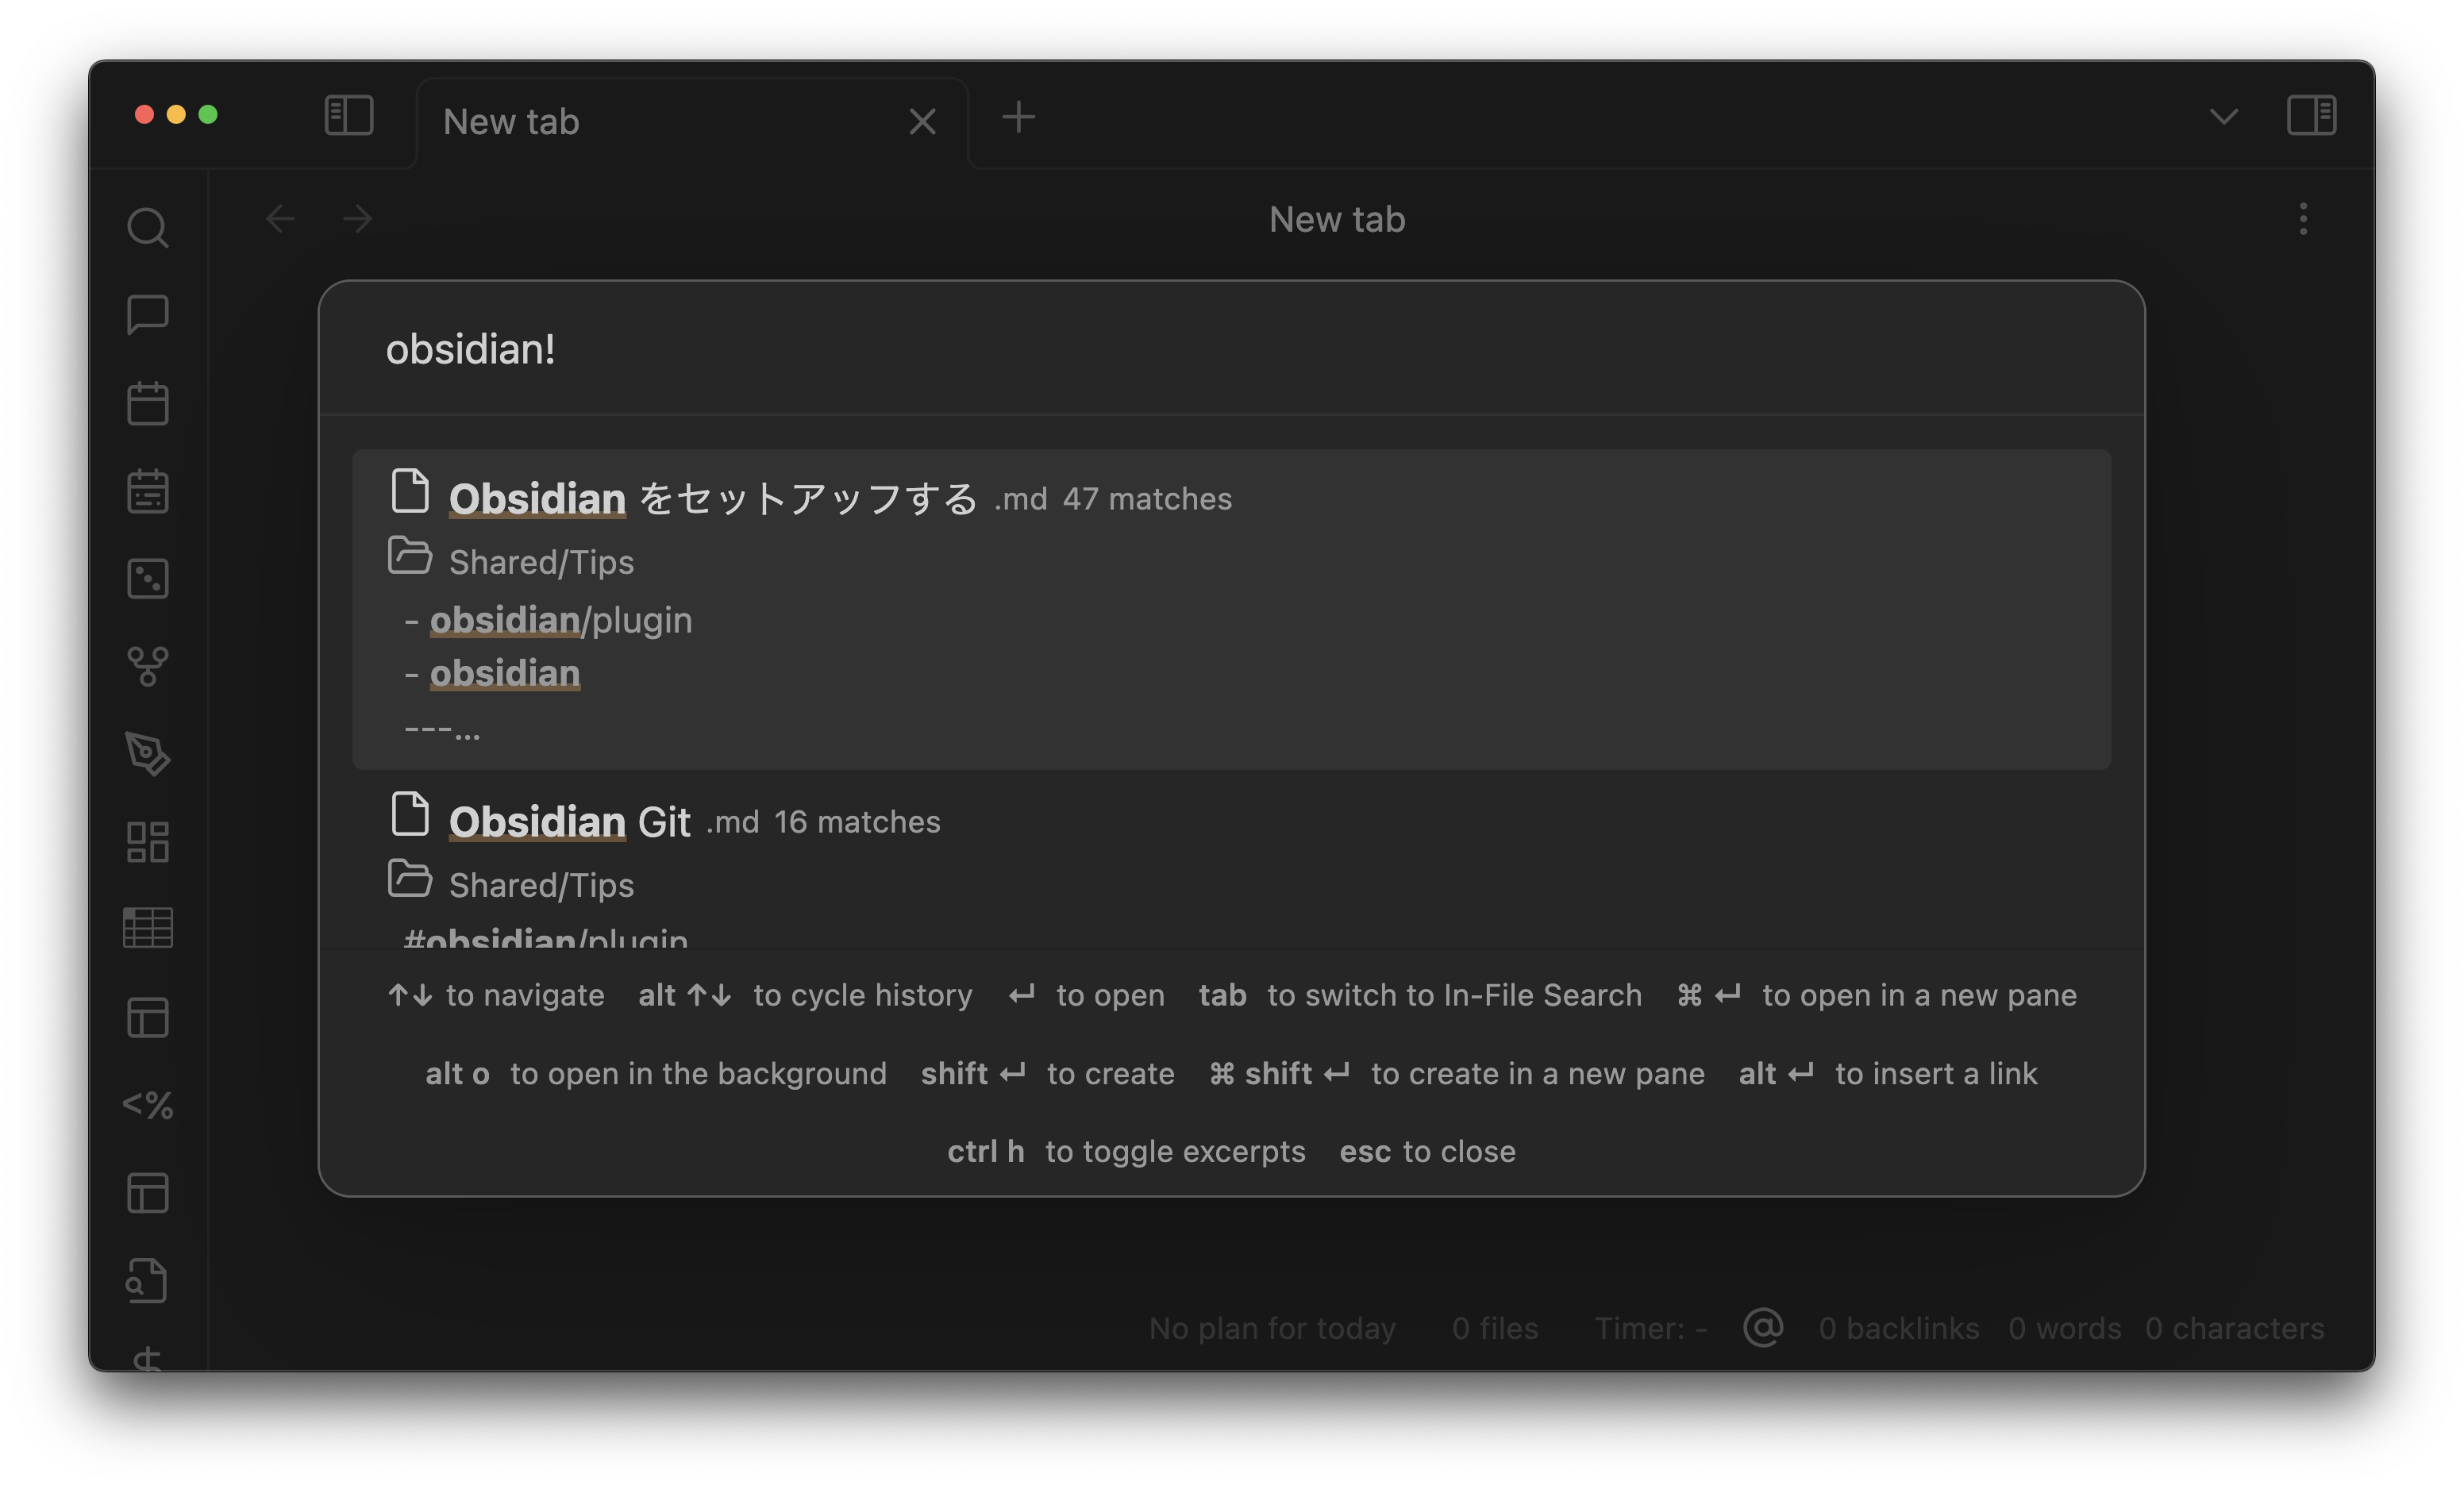 New tab
New tab
obsidian!
Obsidian をセットアップする .md 47 matches
Shared/Tips
- obsidian/plugin
- obsidian
---...
Obsidian Git .md 16 matches
Shared/Tips
#obsidian/plugin
↑↓ to navigate alt ↑↓ to cycle history ↵ to open tab to switch to In-File Search ⌘ ↵ to open in a new pane
alt o to open in the background shift ↵ to create ⌘ shift ↵ to create in a new pane alt ↵ to insert a link
ctrl h to toggle excerpts esc to close
<%
No plan for today 0 files Timer: - @ 0 backlinks 0 words 0 characters